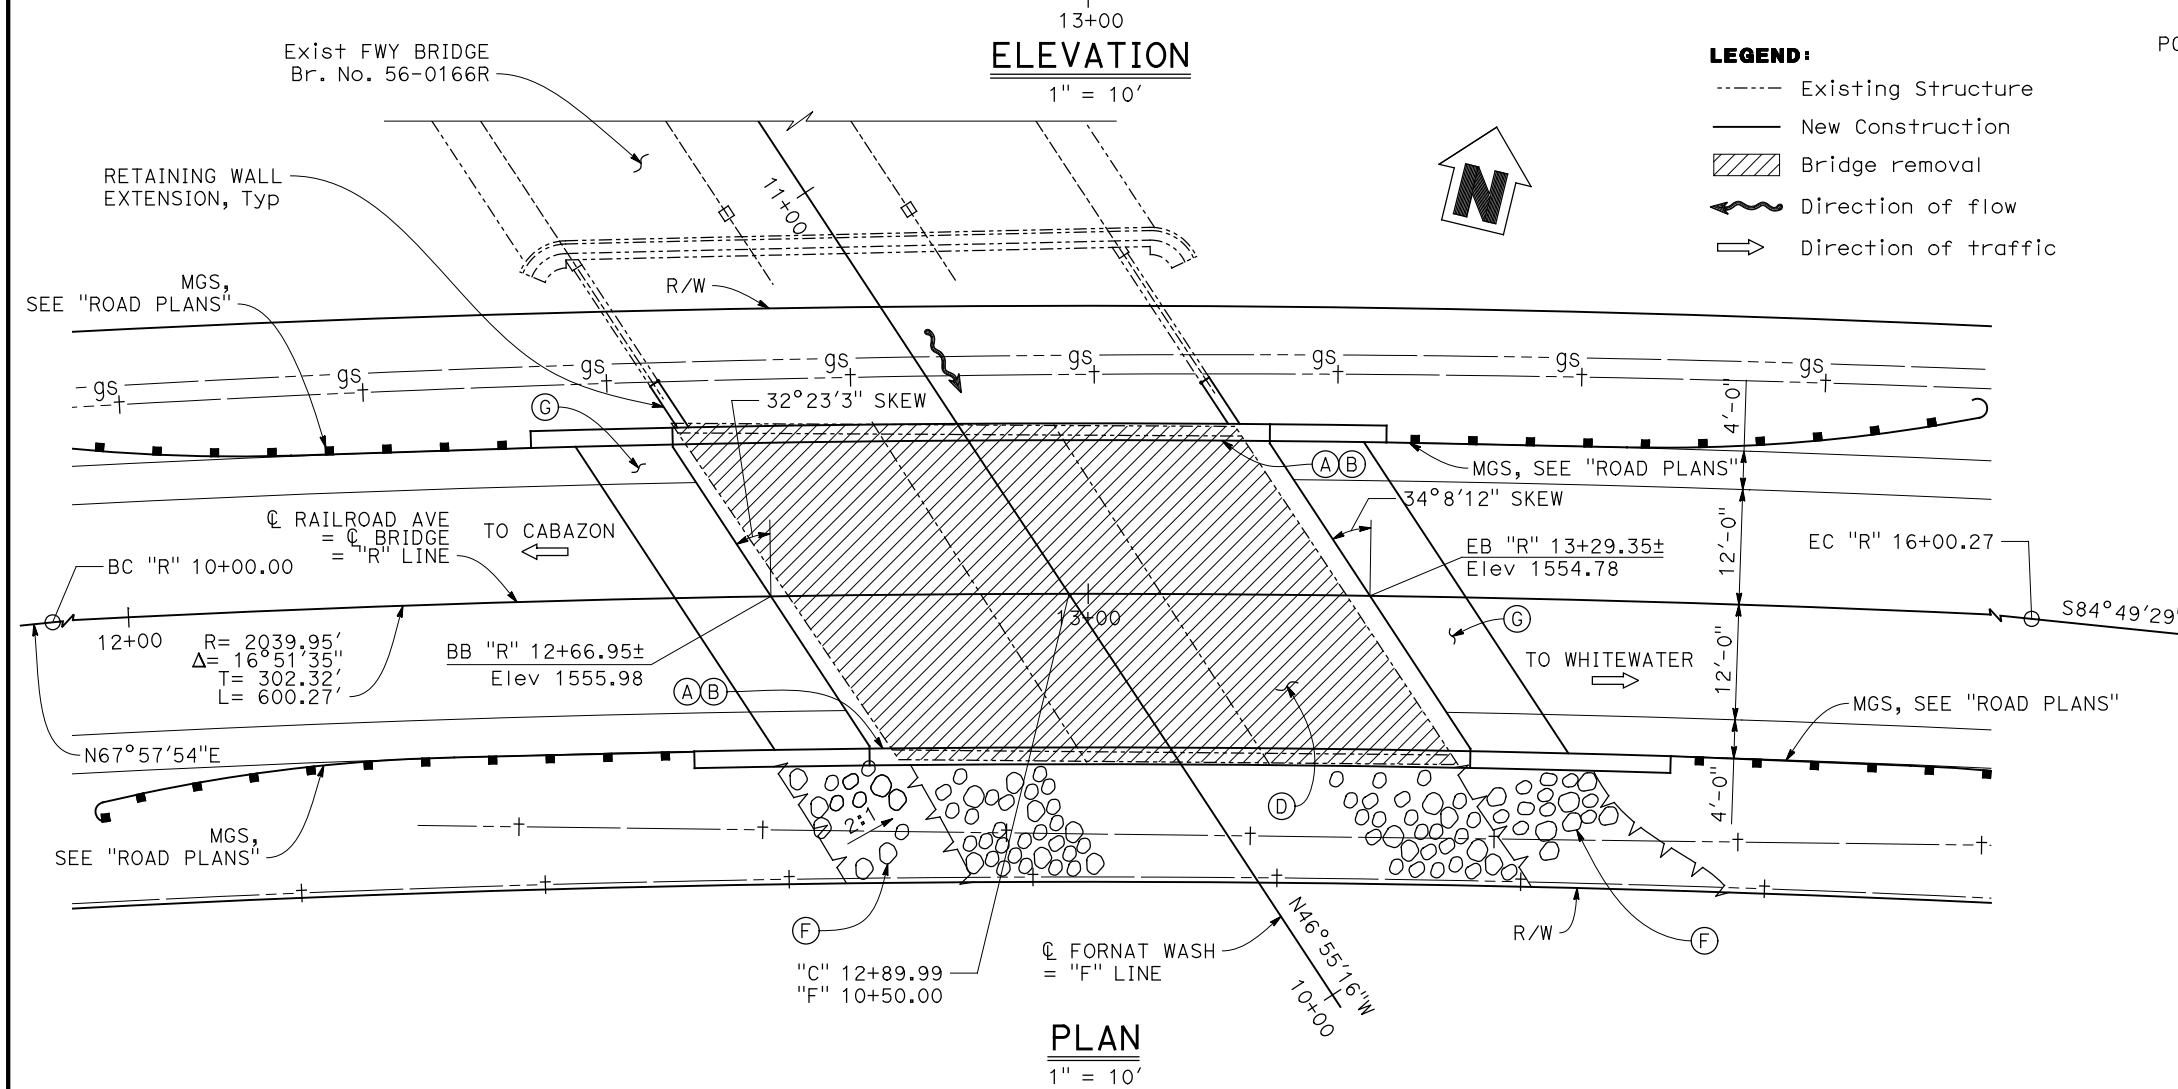 13+00
ELEVATION
1" = 10'
Exist FWY BRIDGE
Br. No. 56-0166R
LEGEND:
Existing Structure
New Construction
Bridge removal
Direction of flow
Direction of traffic
N
RETAINING WALL
EXTENSION, Typ
11+00
MGS,
SEE "ROAD PLANS"
R/W
gs
gs
gs
gs
gs
gs
gs
gs
32°23'3" SKEW
G
4'-0"
A B
MGS, SEE "ROAD PLANS"
34°8'12" SKEW
℄ RAILROAD AVE
= ℄ BRIDGE
= "R" LINE
TO CABAZON
EB "R" 13+29.35±
Elev 1554.78
12'-0"
EC "R" 16+00.27
BC "R" 10+00.00
S84°49'29"
12+00
13+00
G
R= 2039.95'
Δ= 16°51'35"
T= 302.32'
L= 600.27'
BB "R" 12+66.95±
Elev 1555.98
TO WHITEWATER
12'-0"
A B
MGS, SEE "ROAD PLANS"
N67°57'54"E
4'-0"
D
2:1
MGS,
SEE "ROAD PLANS"
F
R/W
F
℄ FORNAT WASH
= "F" LINE
N46°55'16"W
10+00
"C" 12+89.99
"F" 10+50.00
PLAN
1" = 10'